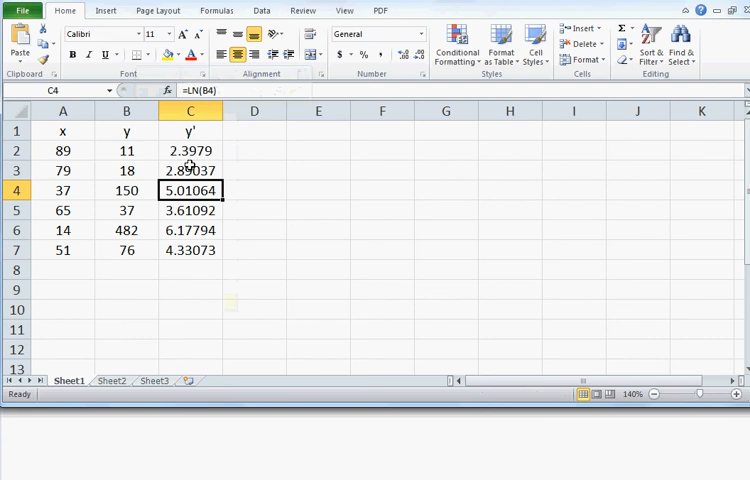 File Home Insert Page Layout Formulas Data Review View PDF
Paste
Calibri 11
B I U
A A
General
$ % ,
Conditional Formatting
Format as Table
Cell Styles
Insert
Delete
Format
Σ
Sort & Filter
Find & Select
Clipboard Font Alignment Number Styles Cells Editing
C4 fx =LN(B4)
A B C D E F G H I J K
1 x y y'
2 89 11 2.3979
3 79 18 2.89037
4 37 150 5.01064
5 65 37 3.61092
6 14 482 6.17794
7 51 76 4.33073
8
9
10
11
12
13
Sheet1 Sheet2 Sheet3
Ready 140%